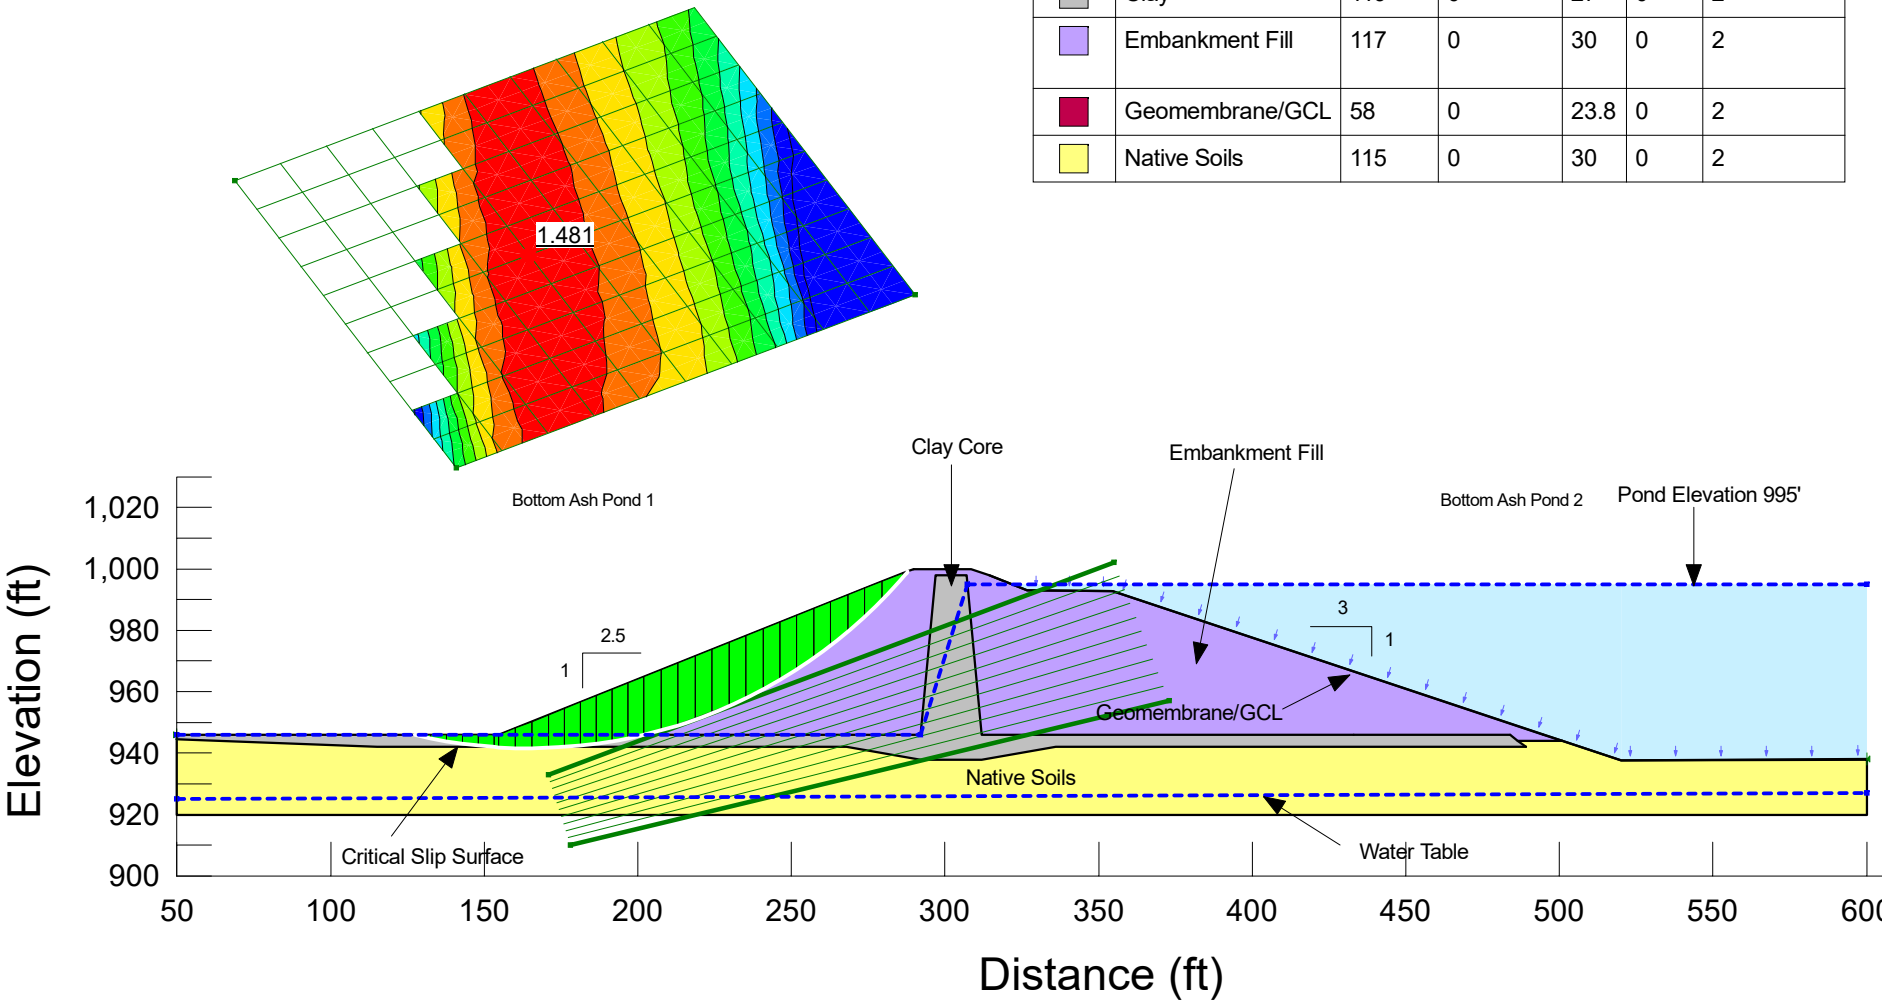 Embankment Fill 117 0 30 0 2
Geomembrane/GCL 58 0 23.8 0 2
Native Soils 115 0 30 0 2
1.481
Clay Core
Embankment Fill
Bottom Ash Pond 1
Bottom Ash Pond 2
Pond Elevation 995'
1,020
1,000
980
960
940
920
900
Elevation (ft)
2.5
1
3
1
Geomembrane/GCL
Native Soils
Critical Slip Surface
Water Table
50 100 150 200 250 300 350 400 450 500 550 600
Distance (ft)